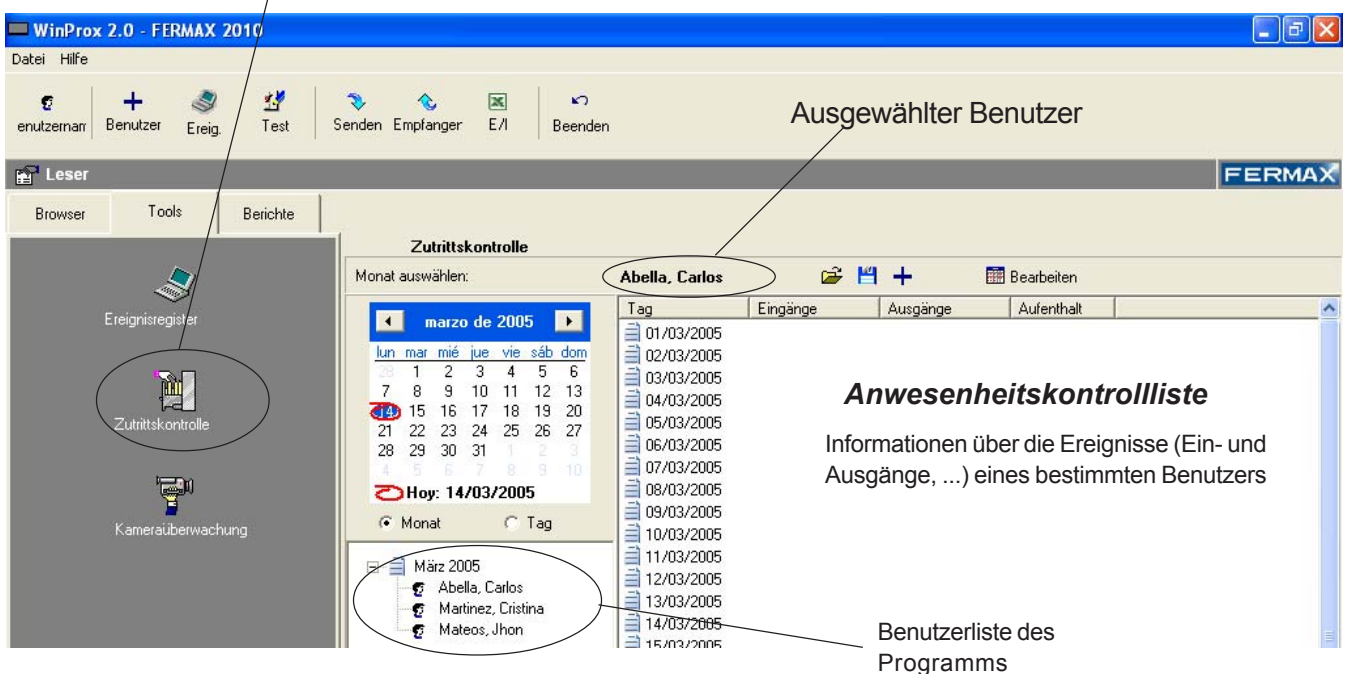 WinProx 2.0 - FERMAX 2010
Datei Hilfe
enutzernam Benutzer Ereig. Test Senden Empfanger E/I Beenden
Ausgewählter Benutzer
Leser
FERMAX
Browser Tools Berichte
Zutrittskontrolle
Monat auswählen:
Abella, Carlos
Bearbeiten
Ereignisregister
Zutrittskontrolle
Kameraüberwachung
marzo de 2005
lun mar mié jue vie sáb dom
28 1 2 3 4 5 6
7 8 9 10 11 12 13
14 15 16 17 18 19 20
21 22 23 24 25 26 27
28 29 30 31 1 2 3
4 5 6 7 8 9 10
Hoy: 14/03/2005
Monat Tag
März 2005
Abella, Carlos
Martinez, Cristina
Mateos, Jhon
Tag Eingänge Ausgänge Aufenthalt
01/03/2005
02/03/2005
03/03/2005
04/03/2005
05/03/2005
06/03/2005
07/03/2005
08/03/2005
09/03/2005
10/03/2005
11/03/2005
12/03/2005
13/03/2005
14/03/2005
15/03/2005
Anwesenheitskontrollliste
Informationen über die Ereignisse (Ein- und
Ausgänge, ...) eines bestimmten Benutzers
Benutzerliste des
Programms